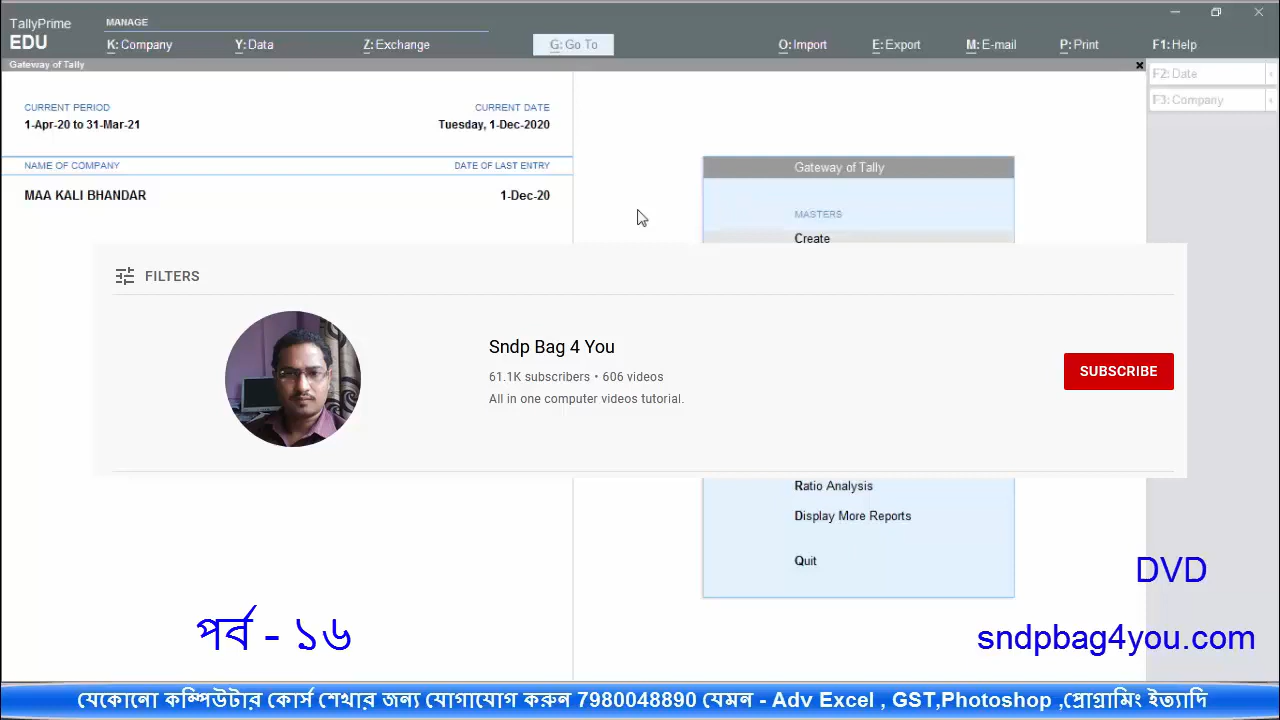 TallyPrime
EDU
MANAGE
K: Company
Y: Data
Z: Exchange
G: Go To
O: Import
E: Export
M: E-mail
P: Print
F1: Help
Gateway of Tally
F2: Date
F3: Company
CURRENT PERIOD
CURRENT DATE
1-Apr-20 to 31-Mar-21
Tuesday, 1-Dec-2020
NAME OF COMPANY
DATE OF LAST ENTRY
MAA KALI BHANDAR
1-Dec-20
Gateway of Tally
MASTERS
Create
FILTERS
Sndp Bag 4 You
61.1K subscribers • 606 videos
All in one computer videos tutorial.
SUBSCRIBE
Ratio Analysis
Display More Reports
Quit
DVD
পর্ব - ১৬
sndpbag4you.com
যেকোনো কম্পিউটার কোর্স শেখার জন্য যোগাযোগ করুন 7980048890 যেমন - Adv Excel , GST,Photoshop ,প্রোগ্রামিং ইত্যাদি